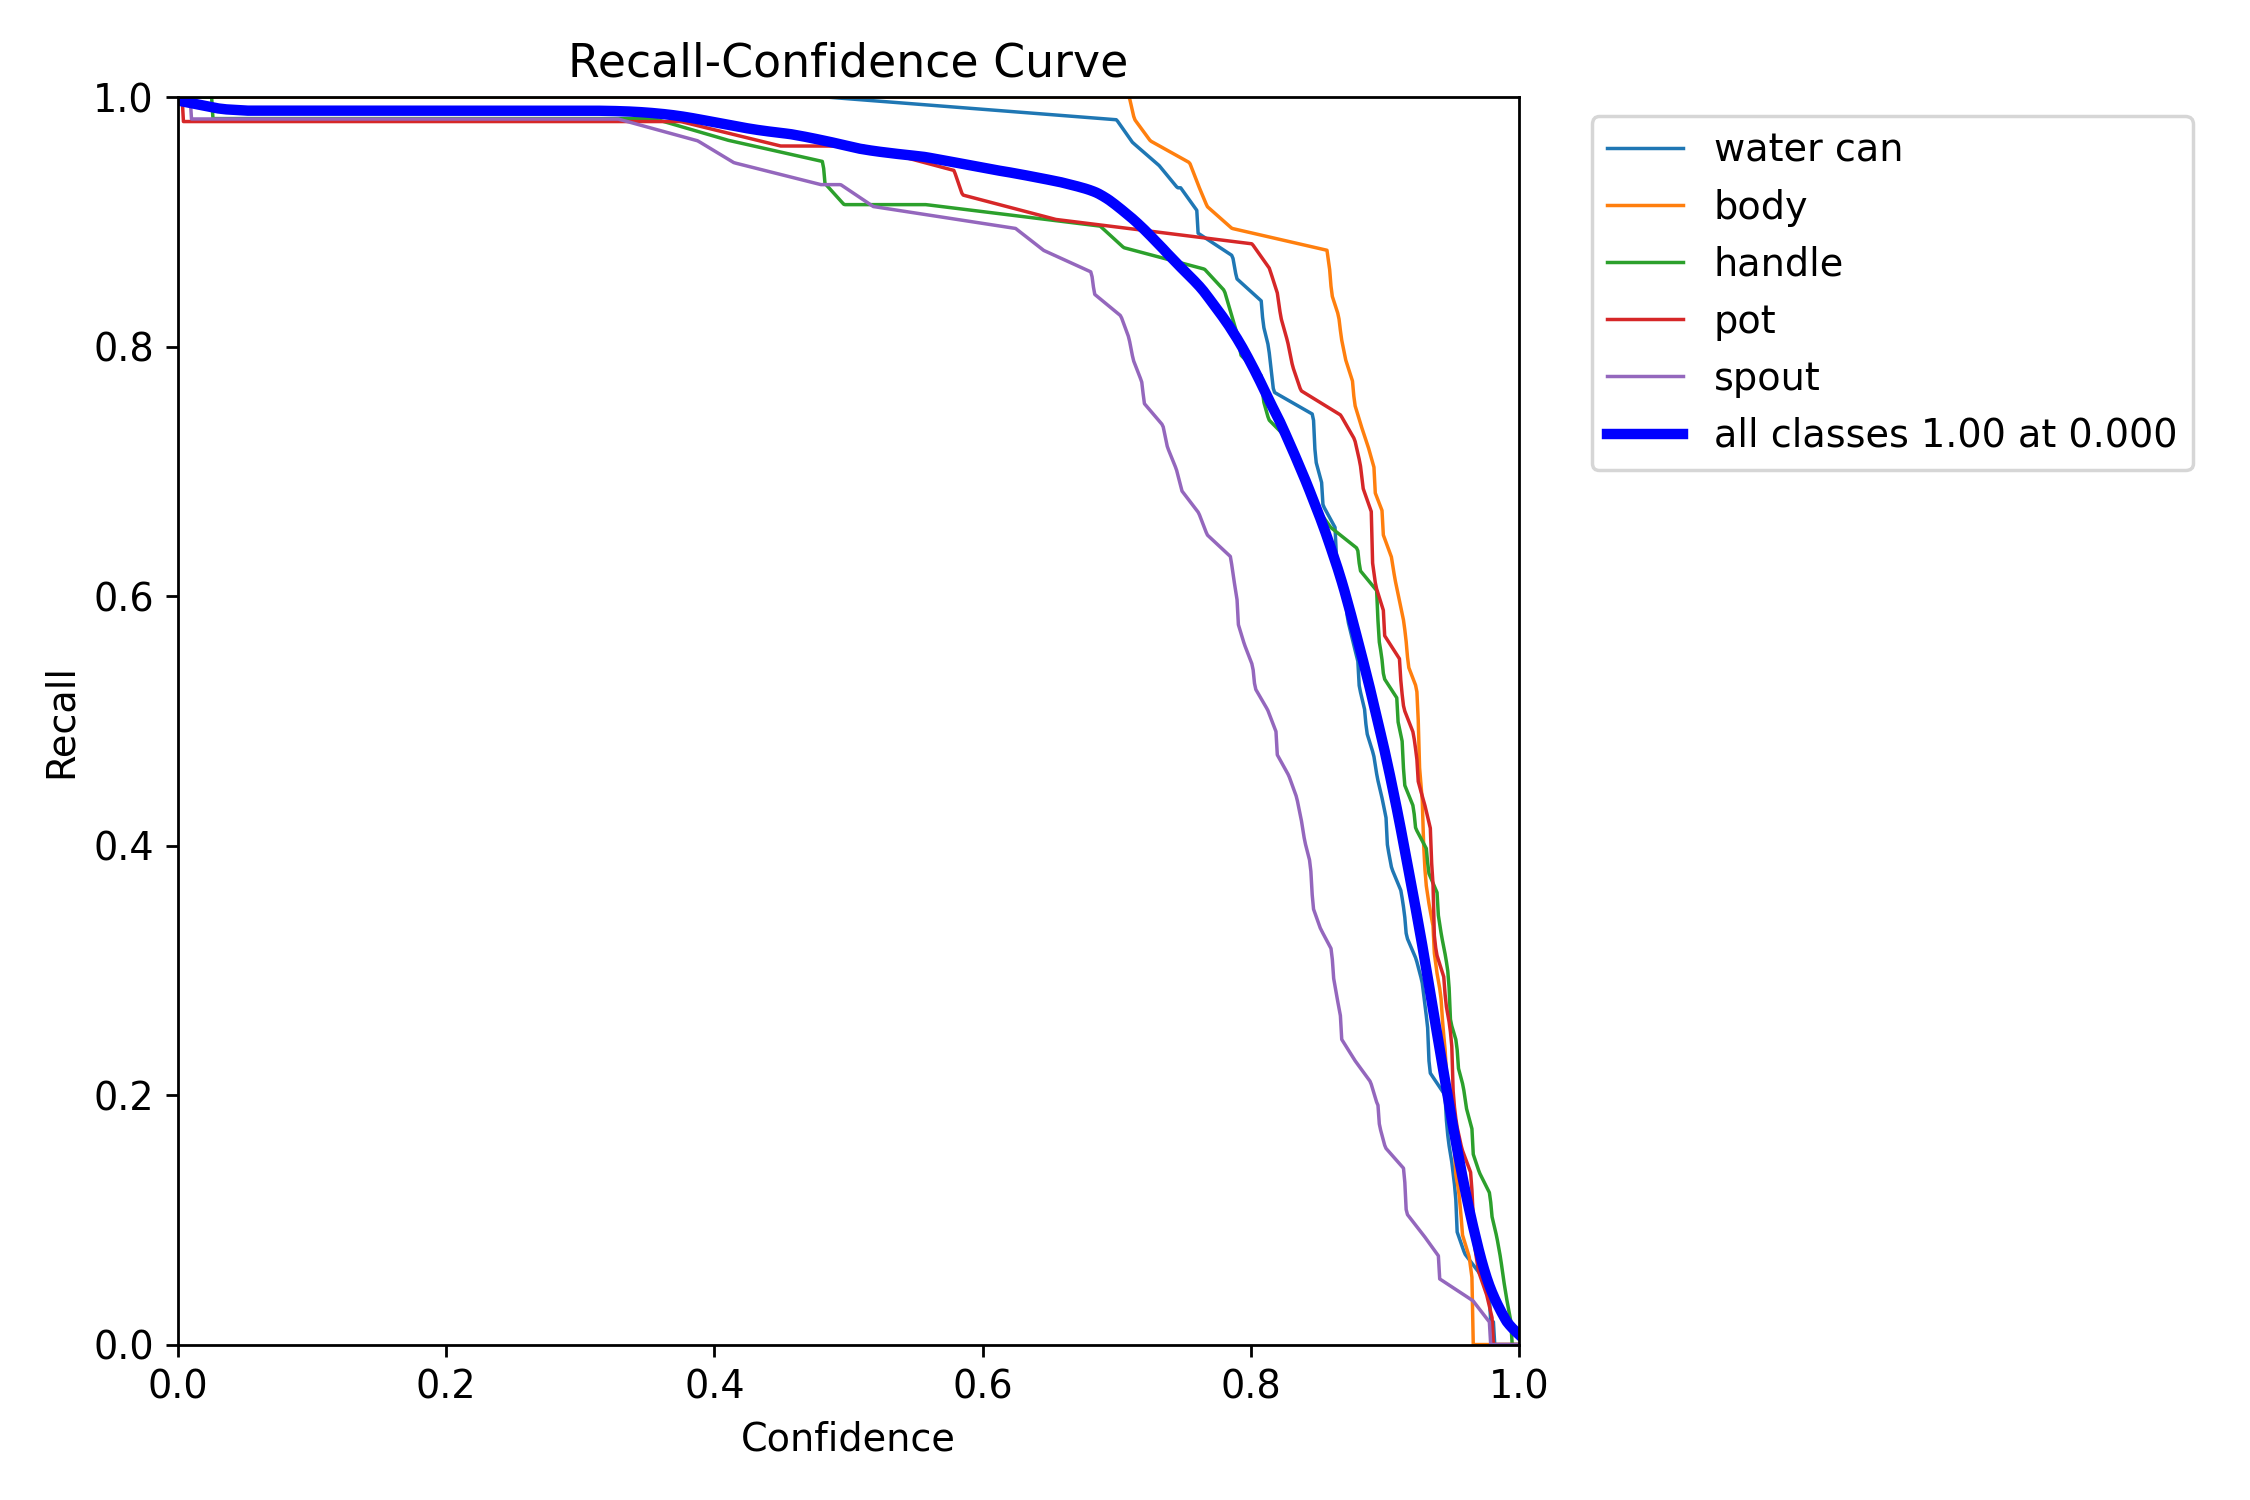 Recall-Confidence Curve
1.0
0.8
0.6
0.4
0.2
0.0
Recall
0.0 0.2 0.4 0.6 0.8 1.0
Confidence
water can
body
handle
pot
spout
all classes 1.00 at 0.000